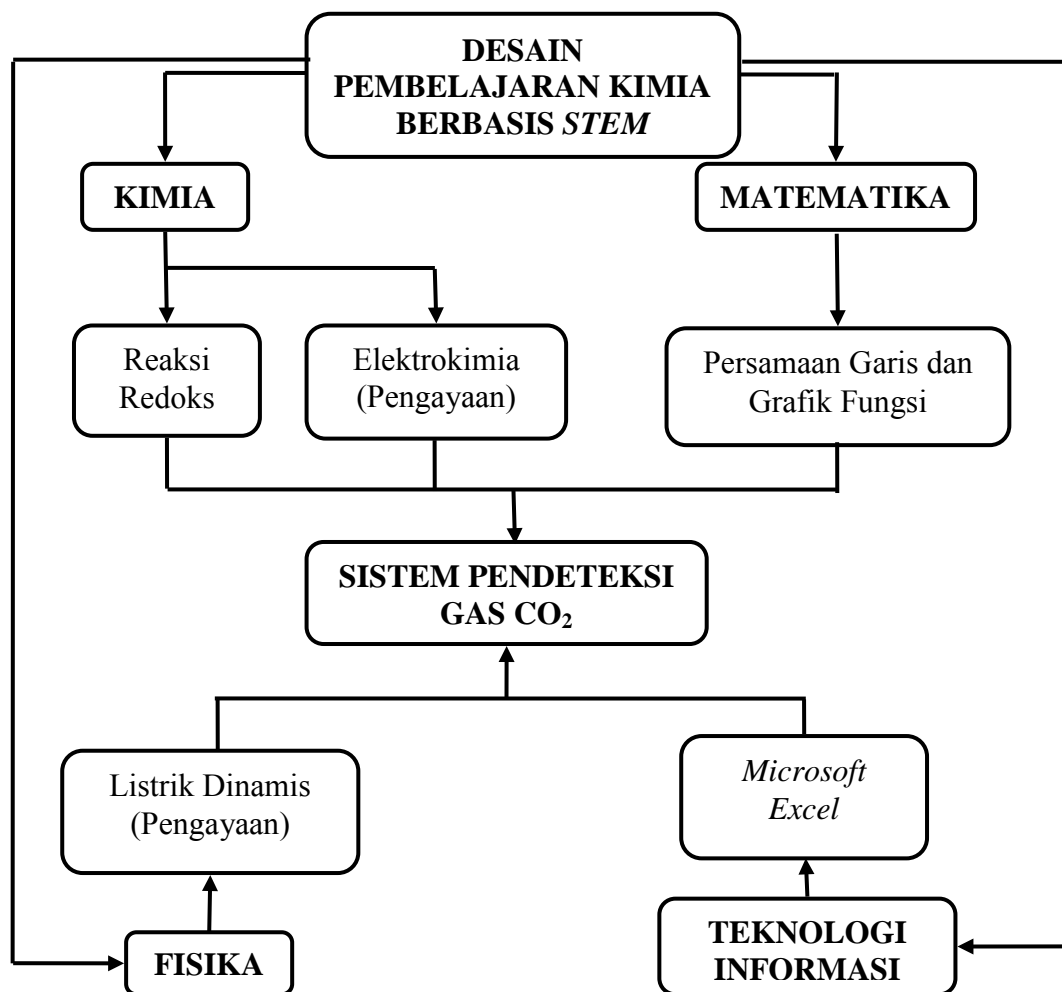 DESAIN
PEMBELAJARAN KIMIA
BERBASIS STEM
KIMIA
MATEMATIKA
Reaksi
Redoks
Elektrokimia
(Pengayaan)
Persamaan Garis dan
Grafik Fungsi
SISTEM PENDETEKSI
GAS CO₂
Listrik Dinamis
(Pengayaan)
Microsoft
Excel
FISIKA
TEKNOLOGI
INFORMASI